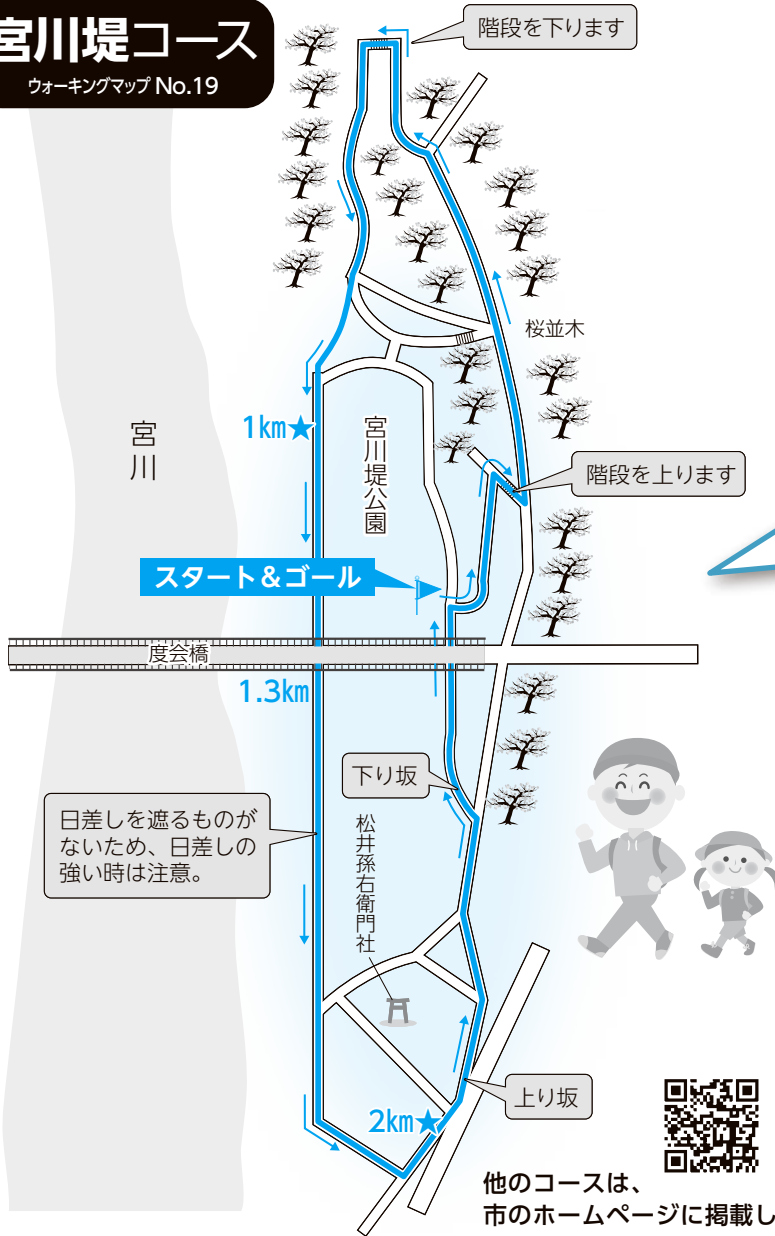 宮川堤コース
ウォーキングマップ No.19
階段を下ります
桜並木
1km★
宮川
宮川堤公園
階段を上ります
スタート＆ゴール
度会橋
1.3km
下り坂
日差しを遮るものが
ないため、日差しの
強い時は注意。
松井孫右衛門社
上り坂
2km★
他のコースは、
市のホームページに掲載し